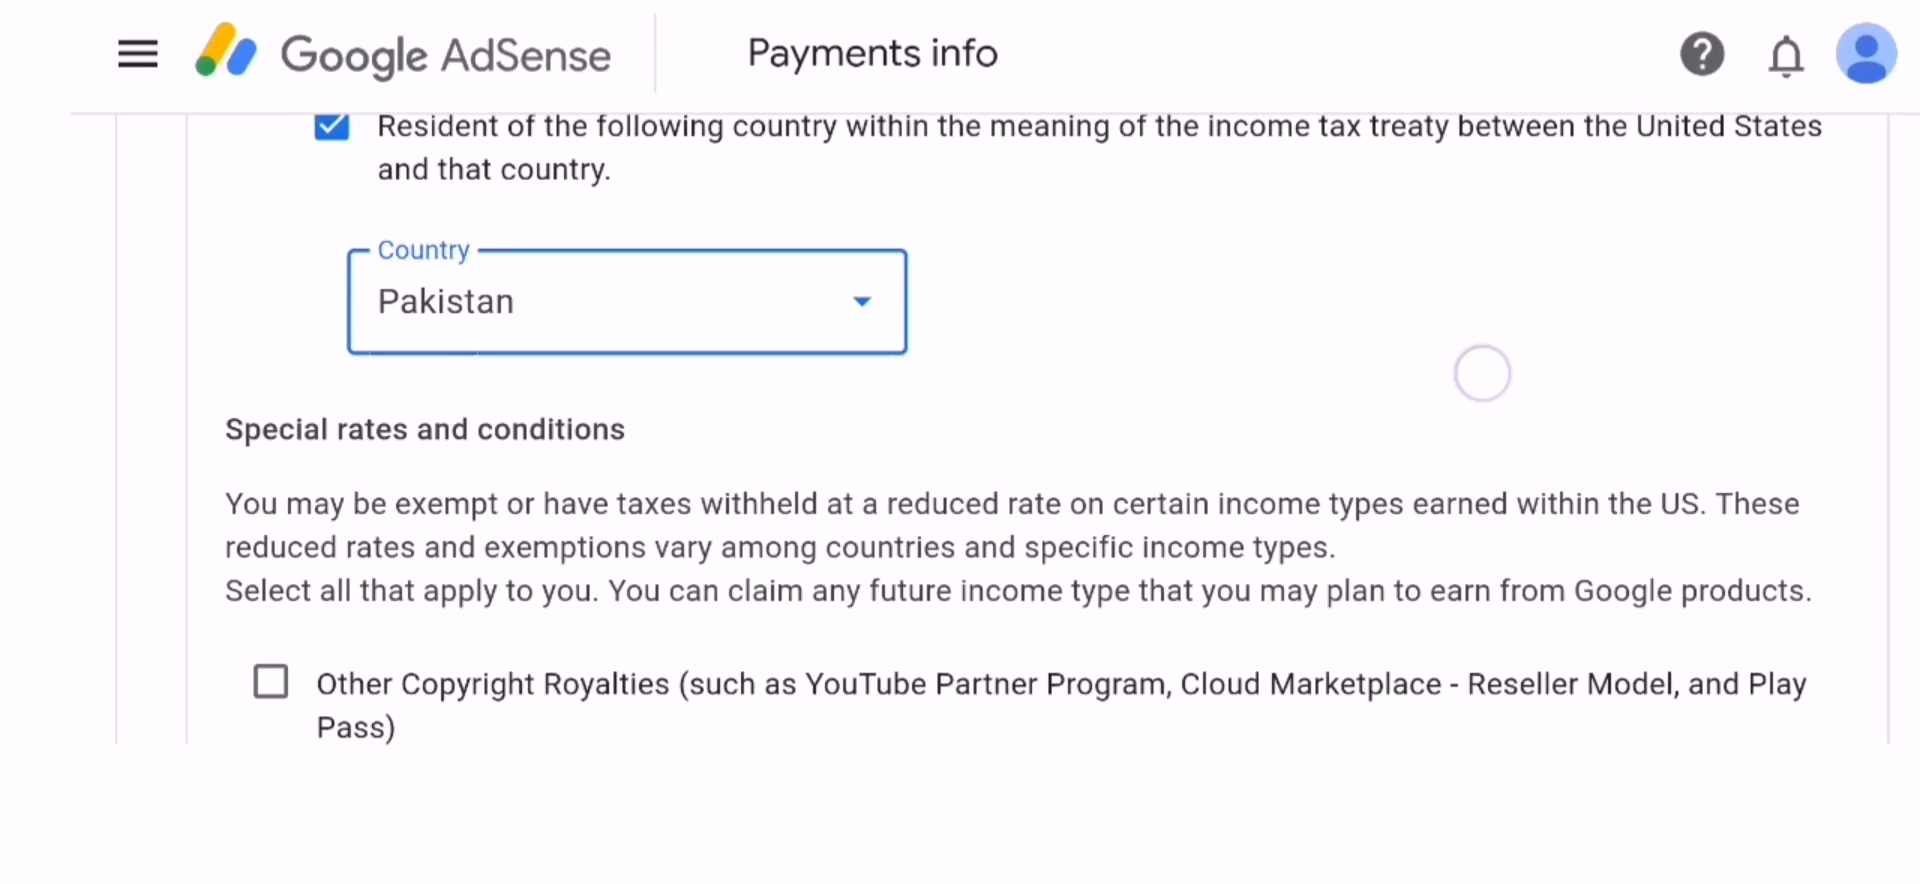 Google AdSense
Payments info
Resident of the following country within the meaning of the income tax treaty between the United States
and that country.
Country
Pakistan
Special rates and conditions
You may be exempt or have taxes withheld at a reduced rate on certain income types earned within the US. These
reduced rates and exemptions vary among countries and specific income types.
Select all that apply to you. You can claim any future income type that you may plan to earn from Google products.
Other Copyright Royalties (such as YouTube Partner Program, Cloud Marketplace - Reseller Model, and Play
Pass)